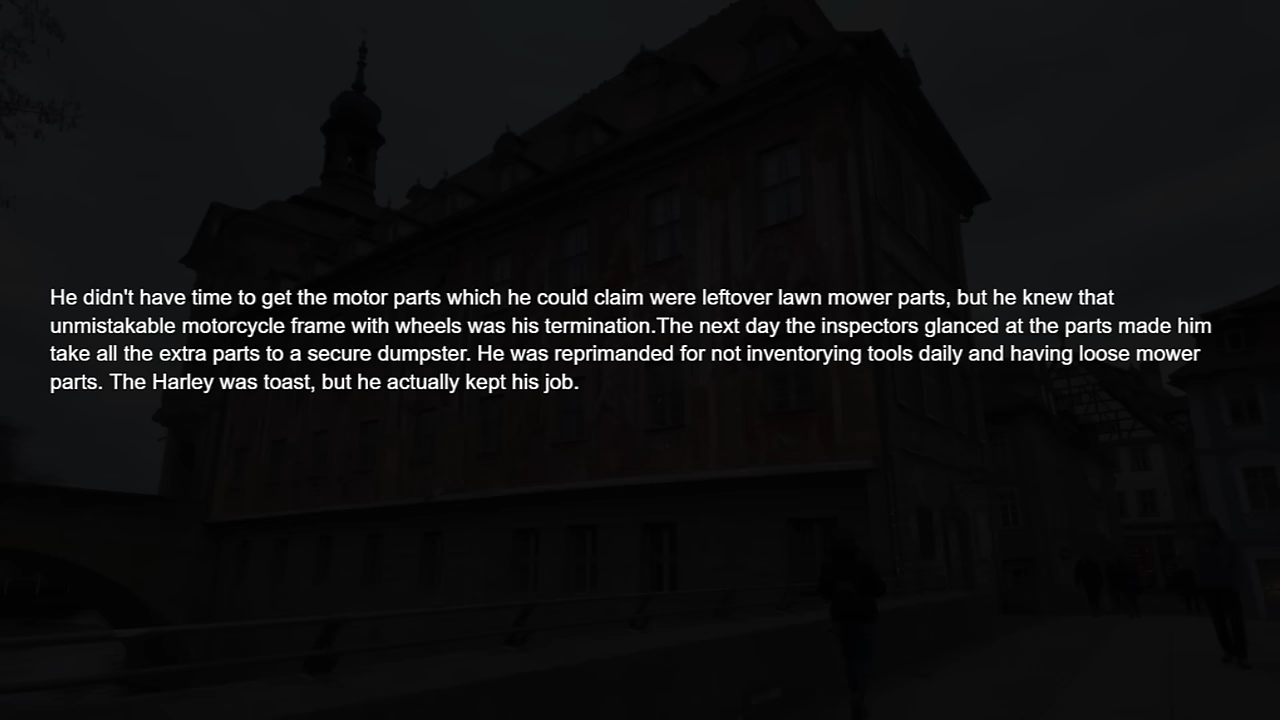 He didn't have time to get the motor parts which he could claim were leftover lawn mower parts, but he knew that
unmistakable motorcycle frame with wheels was his termination.The next day the inspectors glanced at the parts made him
take all the extra parts to a secure dumpster. He was reprimanded for not inventorying tools daily and having loose mower
parts. The Harley was toast, but he actually kept his job.